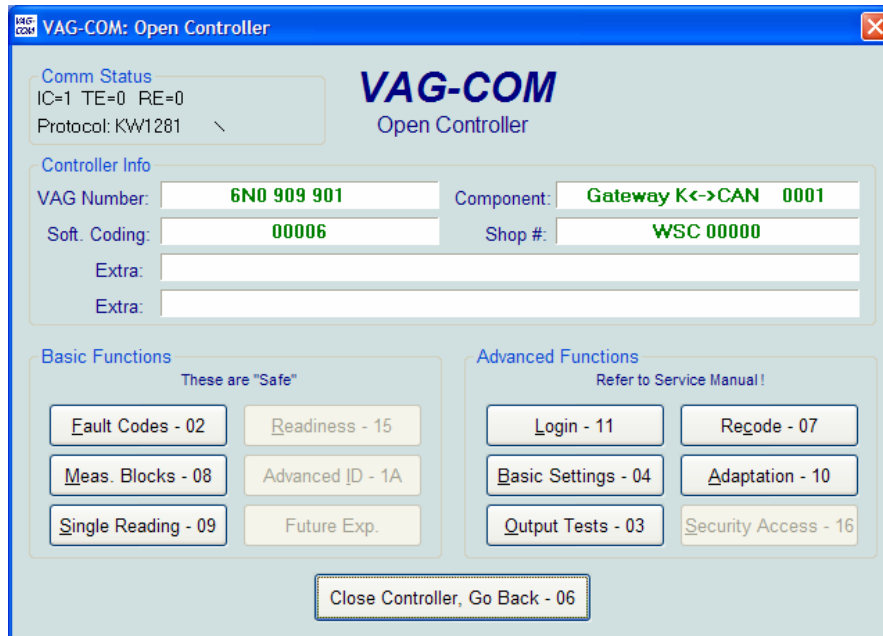 VAG-COM
VAG-COM: Open Controller
Comm Status
IC=1 TE=0 RE=0
Protocol: KW1281 \
VAG-COM
Open Controller
Controller Info
VAG Number: 6N0 909 901 Component: Gateway K<->CAN 0001
Soft. Coding: 00006 Shop #: WSC 00000
Extra:
Extra:
Basic Functions
These are "Safe"
Fault Codes - 02 Readiness - 15
Meas. Blocks - 08 Advanced ID - 1A
Single Reading - 09 Future Exp.
Advanced Functions
Refer to Service Manual!
Login - 11 Recode - 07
Basic Settings - 04 Adaptation - 10
Output Tests - 03 Security Access - 16
Close Controller, Go Back - 06